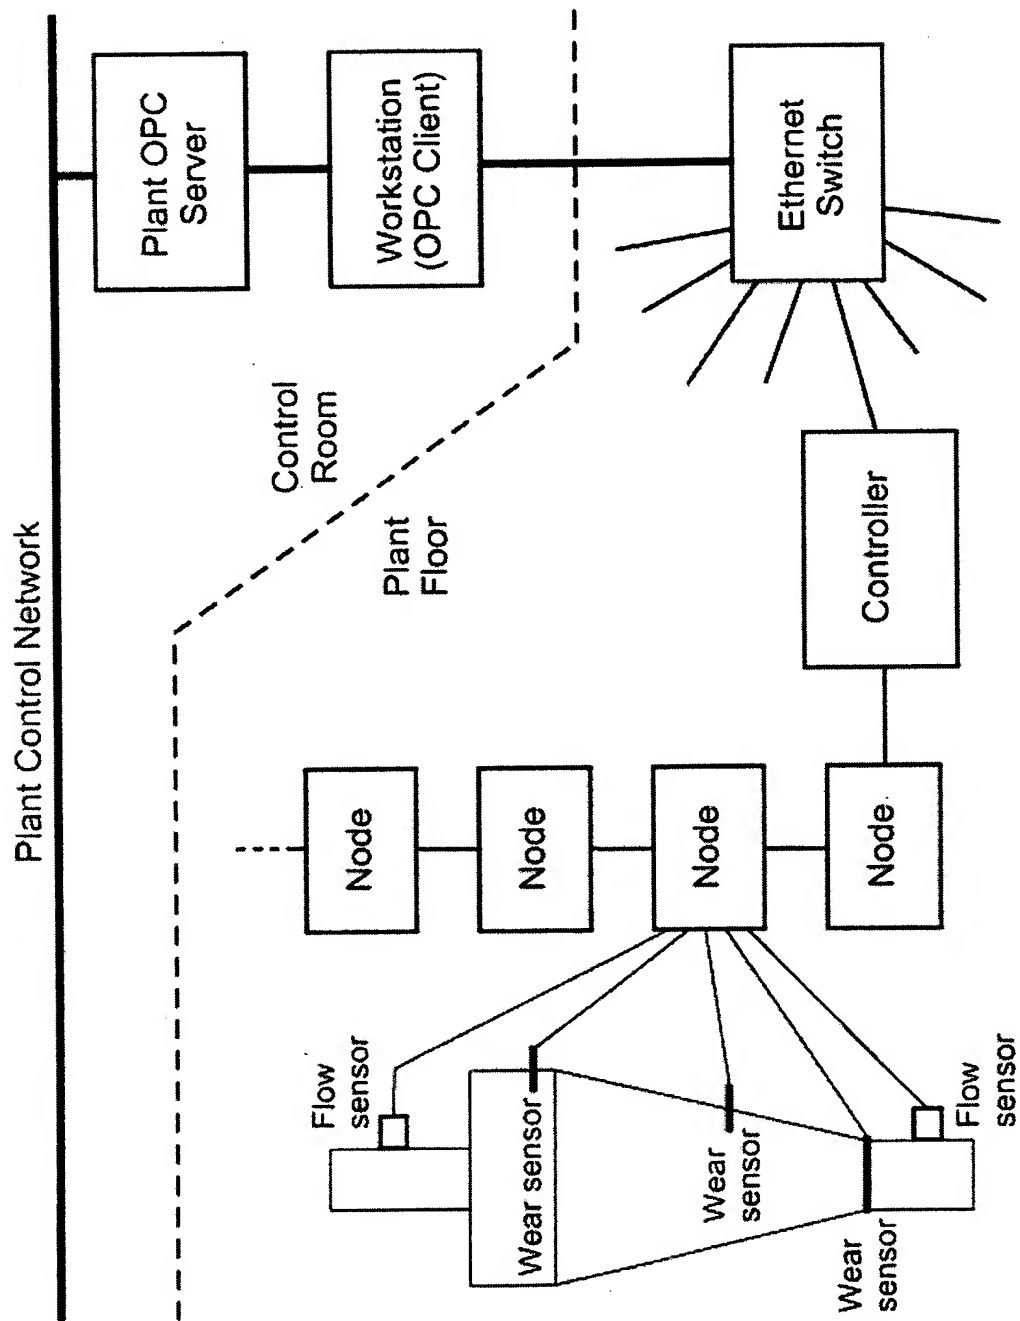 Plant Control Network
Plant OPC
Server
Workstation
(OPC Client)
Control
Room
Plant
Floor
Ethernet
Switch
Controller
Node
Node
Node
Node
Flow
sensor
Wear sensor
Wear
sensor
Wear
sensor
Flow
sensor